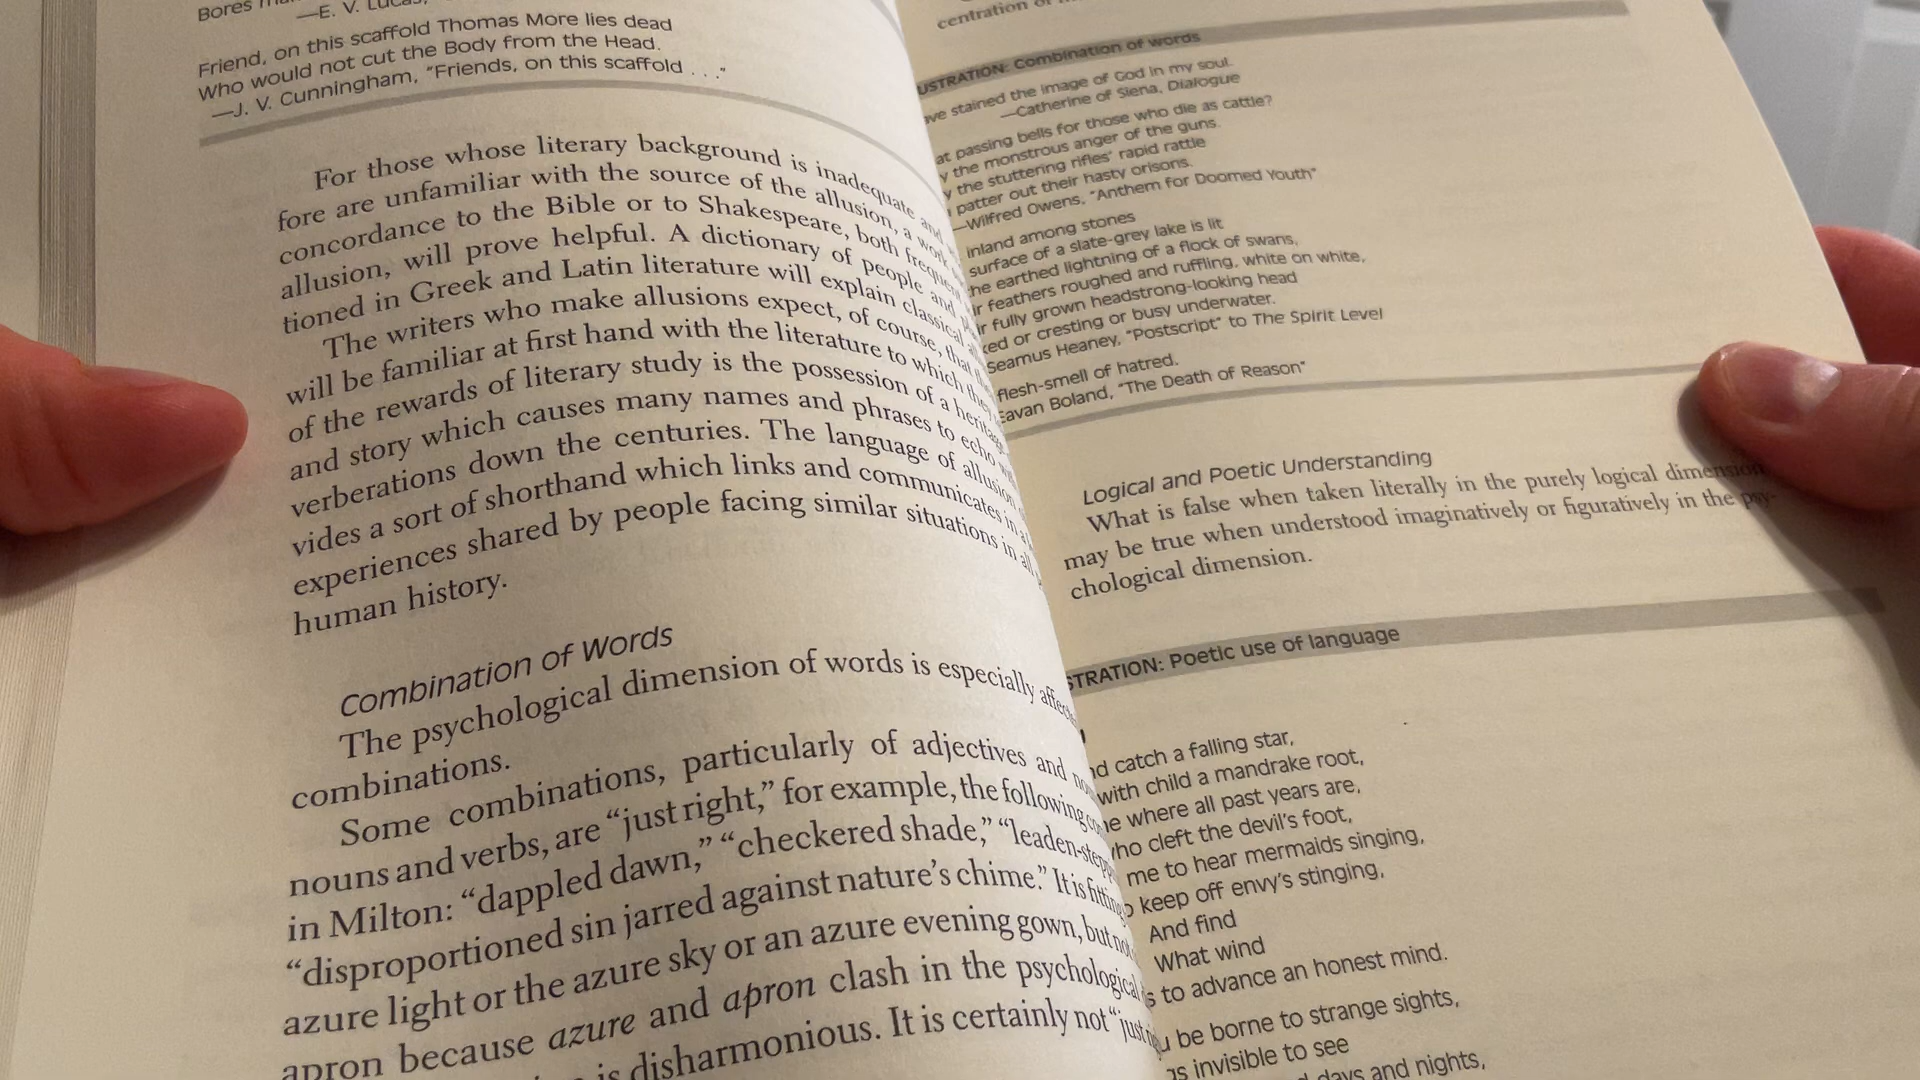 Bores
—E. V. Lucas,
Friend, on this scaffold Thomas More lies dead
Who would not cut the Body from the Head.
—J. V. Cunningham, "Friends, on this scaffold . . ."
For those whose literary background is inadequate and
fore are unfamiliar with the source of the allusion, a work
concordance to the Bible or to Shakespeare, both frequent
allusion, will prove helpful. A dictionary of people and
tioned in Greek and Latin literature will explain classical
The writers who make allusions expect, of course, that
will be familiar at first hand with the literature to which they
of the rewards of literary study is the possession of a heritage
and story which causes many names and phrases to echo
verberations down the centuries. The language of allusion
vides a sort of shorthand which links and communicates in
experiences shared by people facing similar situations in all
human history.
Combination of Words
The psychological dimension of words is especially
combinations.
Some combinations, particularly of adjectives and
nouns and verbs, are “just right,” for example, the following
in Milton: “dappled dawn,” “checkered shade,” “leaden-stepp
“disproportioned sin jarred against nature’s chime.” It is fitting
azure light or the azure sky or an azure evening gown, but not
apron because azure and apron clash in the psychological
is disharmonious. It is certainly not “just
centration of
USTRATION: Combination of words
ave stained the image of God in my soul.
—Catherine of Siena, Dialogue
at passing bells for those who die as cattle?
y the monstrous anger of the guns.
y the stuttering rifles' rapid rattle
patter out their hasty orisons.
—Wilfred Owens, "Anthem for Doomed Youth"
inland among stones
surface of a slate-grey lake is lit
he earthed lightning of a flock of swans,
ir feathers roughed and ruffling, white on white,
ir fully grown headstrong-looking head
ked or cresting or busy underwater.
Seamus Heaney, "Postscript" to The Spirit Level
flesh-smell of hatred.
Eavan Boland, "The Death of Reason"
Logical and Poetic Understanding
What is false when taken literally in the purely logical dimension
may be true when understood imaginatively or figuratively in the psy-
chological dimension.
STRATION: Poetic use of language
nd catch a falling star,
with child a mandrake root,
e where all past years are,
ho cleft the devil's foot,
me to hear mermaids singing,
o keep off envy's stinging,
And find
What wind
s to advance an honest mind.
u be borne to strange sights,
gs invisible to see
days and nights,